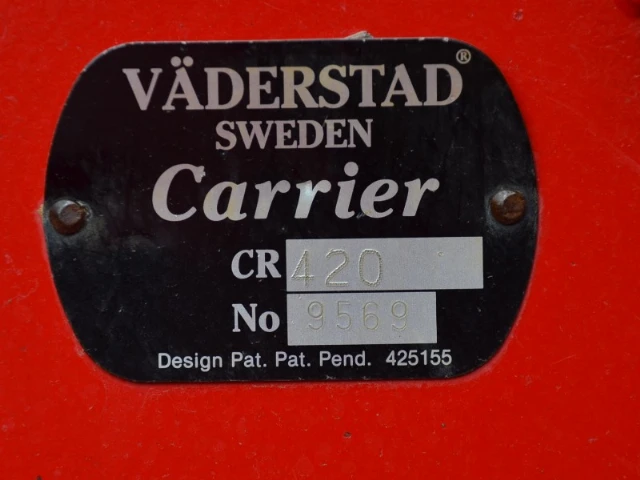 VÄDERSTAD®
SWEDEN
Carrier
CR 420
No 9569
Design Pat. Pat. Pend. 425155